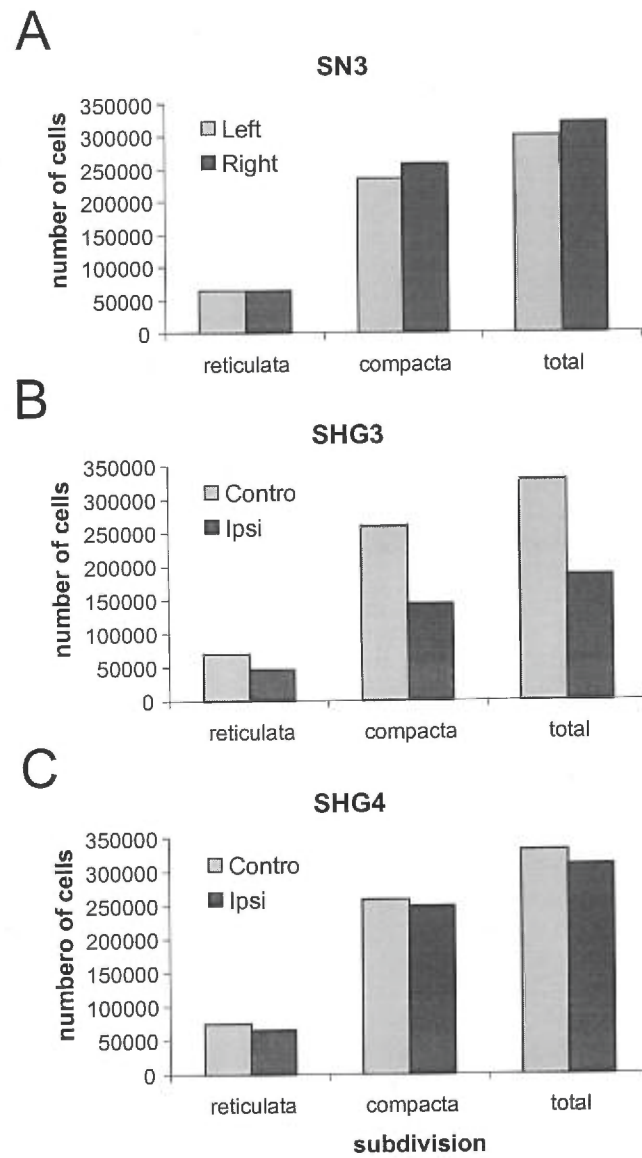 A
SN3
number of cells
350000
300000
250000
200000
150000
100000
50000
0
Left
Right
reticulata
compacta
total
B
SHG3
number of cells
350000
300000
250000
200000
150000
100000
50000
0
Contro
Ipsi
reticulata
compacta
total
C
SHG4
numbero of cells
350000
300000
250000
200000
150000
100000
50000
0
Contro
Ipsi
reticulata
compacta
total
subdivision